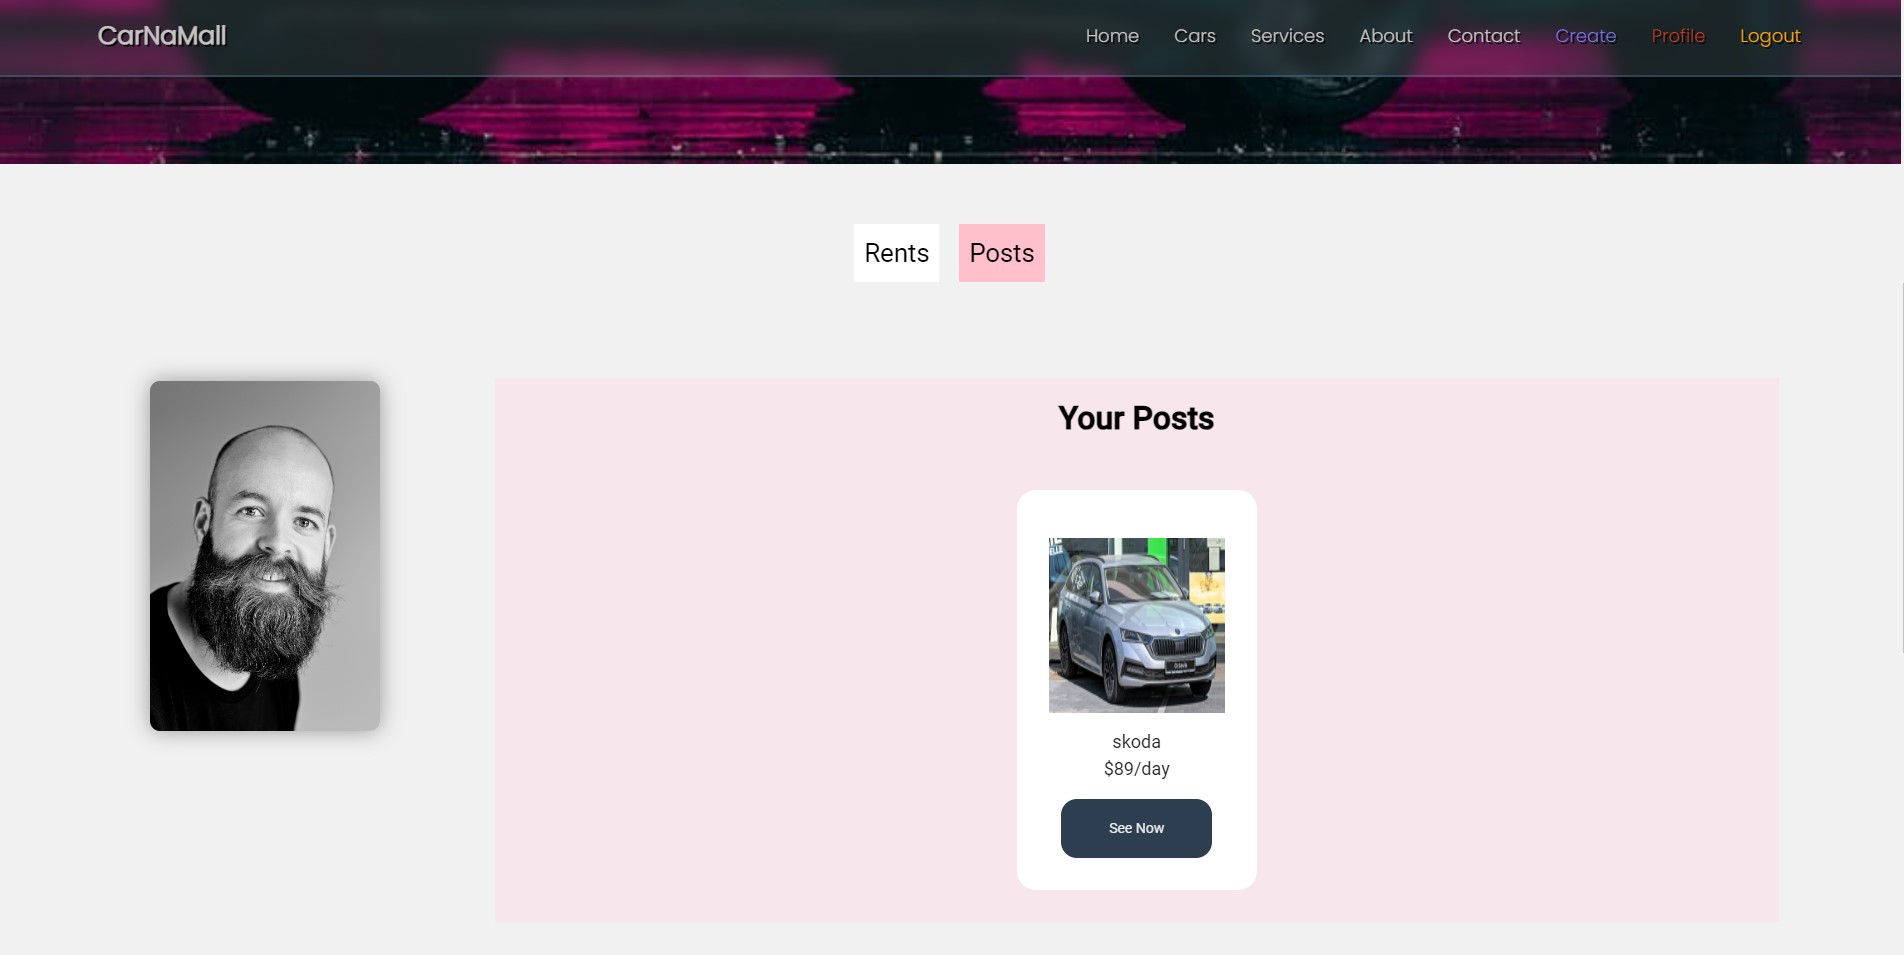 CarNaMall Home Cars Services About Contact Create Profile Logout
Rents Posts
Your Posts
skoda
$89/day
See Now